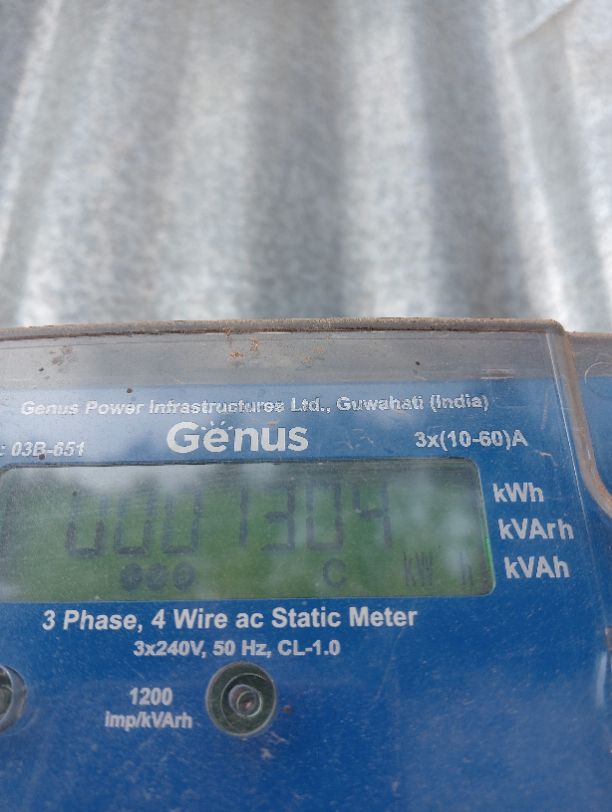 Genus Power Infrastructures Ltd., Guwahati (India)
: 03B-651
Genus
3x(10-60)A
0001304
kWh
kVArh
kVAh
C kW h
3 Phase, 4 Wire ac Static Meter
3x240V, 50 Hz, CL-1.0
1200
imp/kVArh